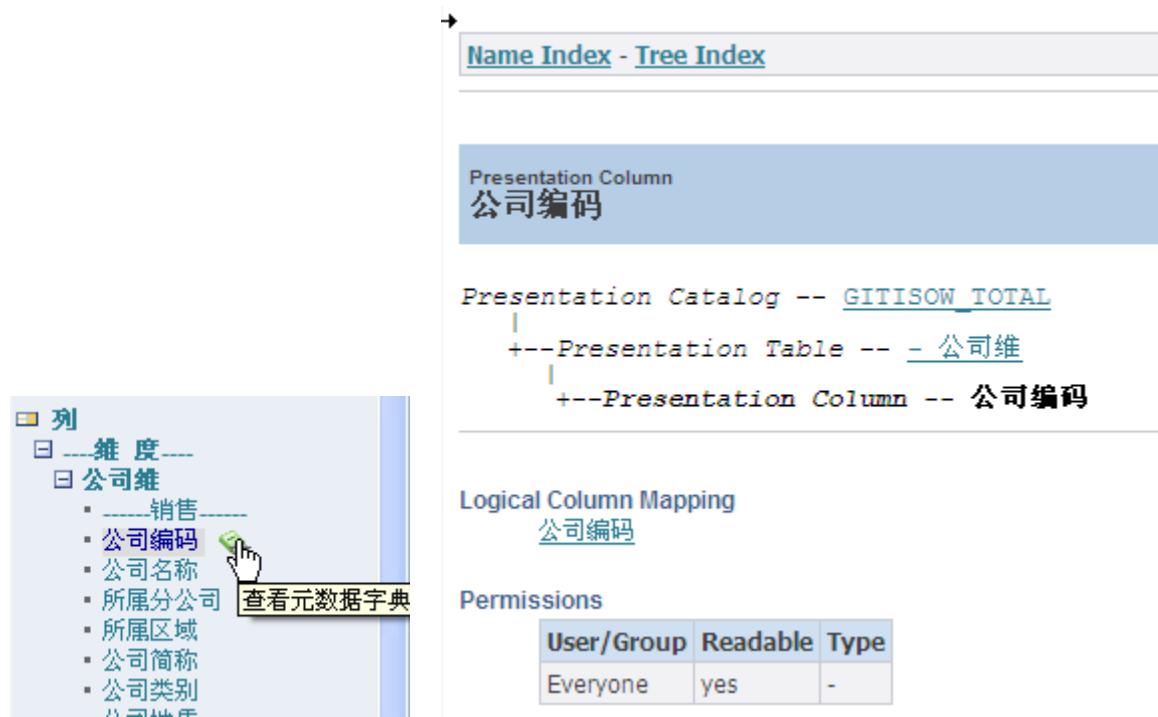 列
----维 度----
公司维
------销售------
公司编码
公司名称
所属分公司
查看元数据字典
所属区域
公司简称
公司类别
Name Index - Tree Index
Presentation Column
公司编码
Presentation Catalog -- GITISOW_TOTAL
|
+--Presentation Table -- - 公司维
|
+--Presentation Column -- 公司编码
Logical Column Mapping
公司编码
Permissions
User/Group Readable Type
Everyone yes -